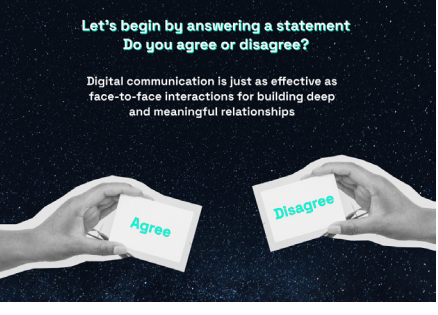 Let's begin by answering a statement
Do you agree or disagree?
Digital communication is just as effective as
face-to-face interactions for building deep
and meaningful relationships
Agree
Disagree